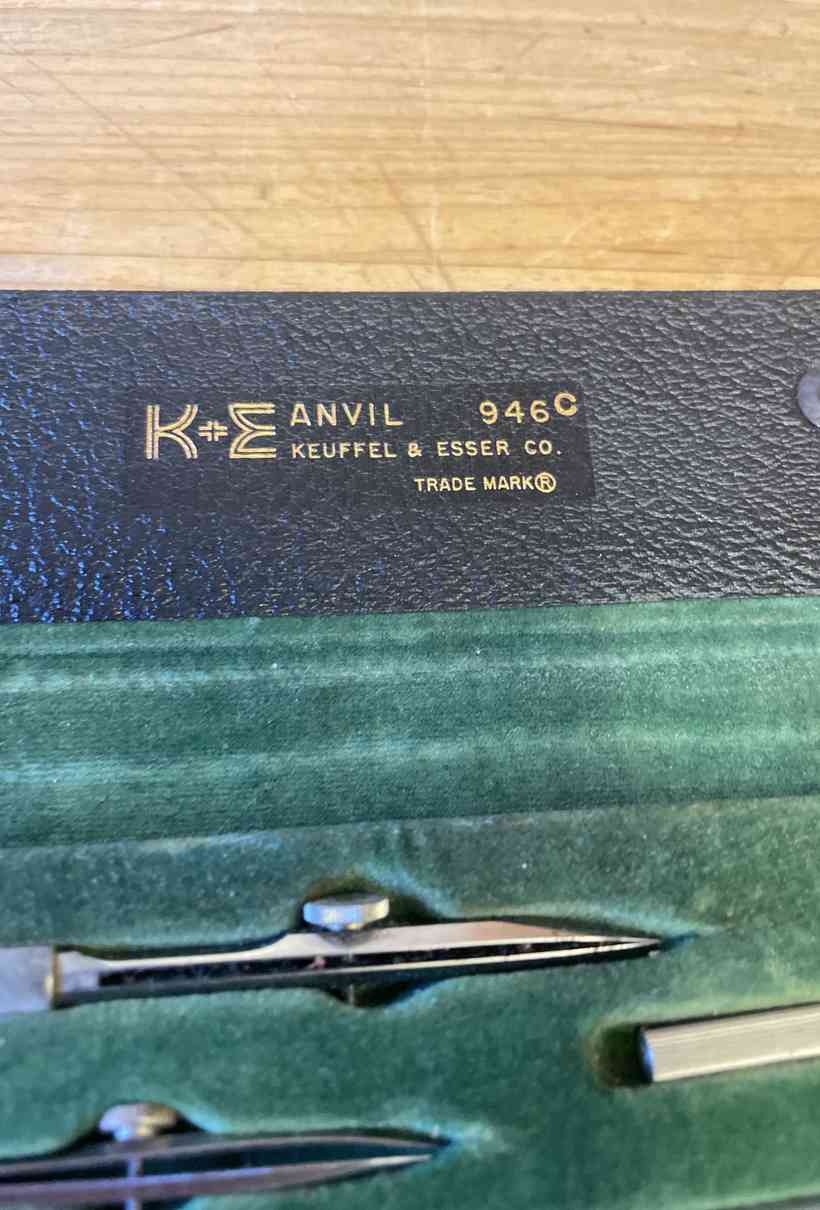 K+E ANVIL 946C
KEUFFEL & ESSER CO.
TRADE MARK®